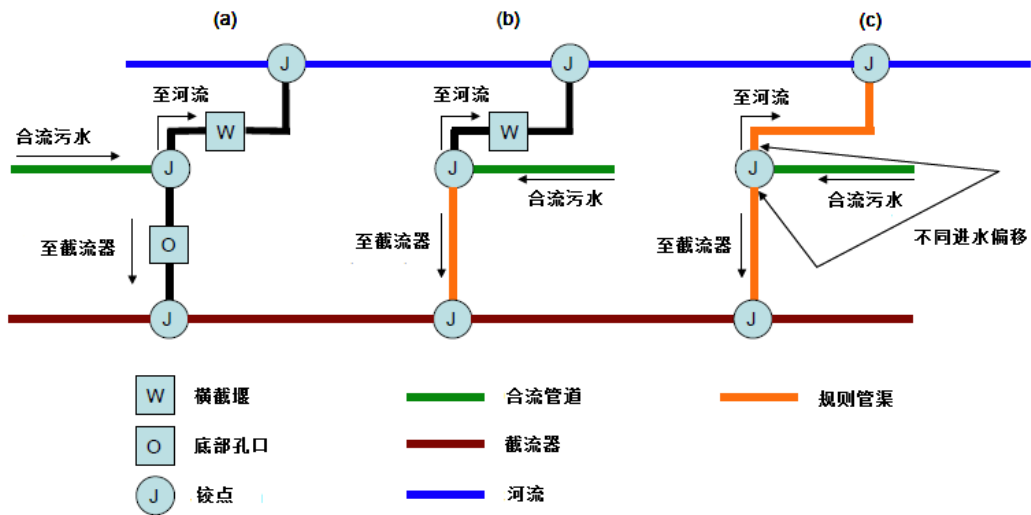 (a)
(b)
(c)
J
J
J
至河流
至河流
至河流
W
W
合流污水
J
J
J
合流污水
合流污水
至截流器
O
至截流器
至截流器
不同进水偏移
J
J
J
W 横截堰
合流管道
规则管渠
O 底部孔口
截流器
J 铰点
河流